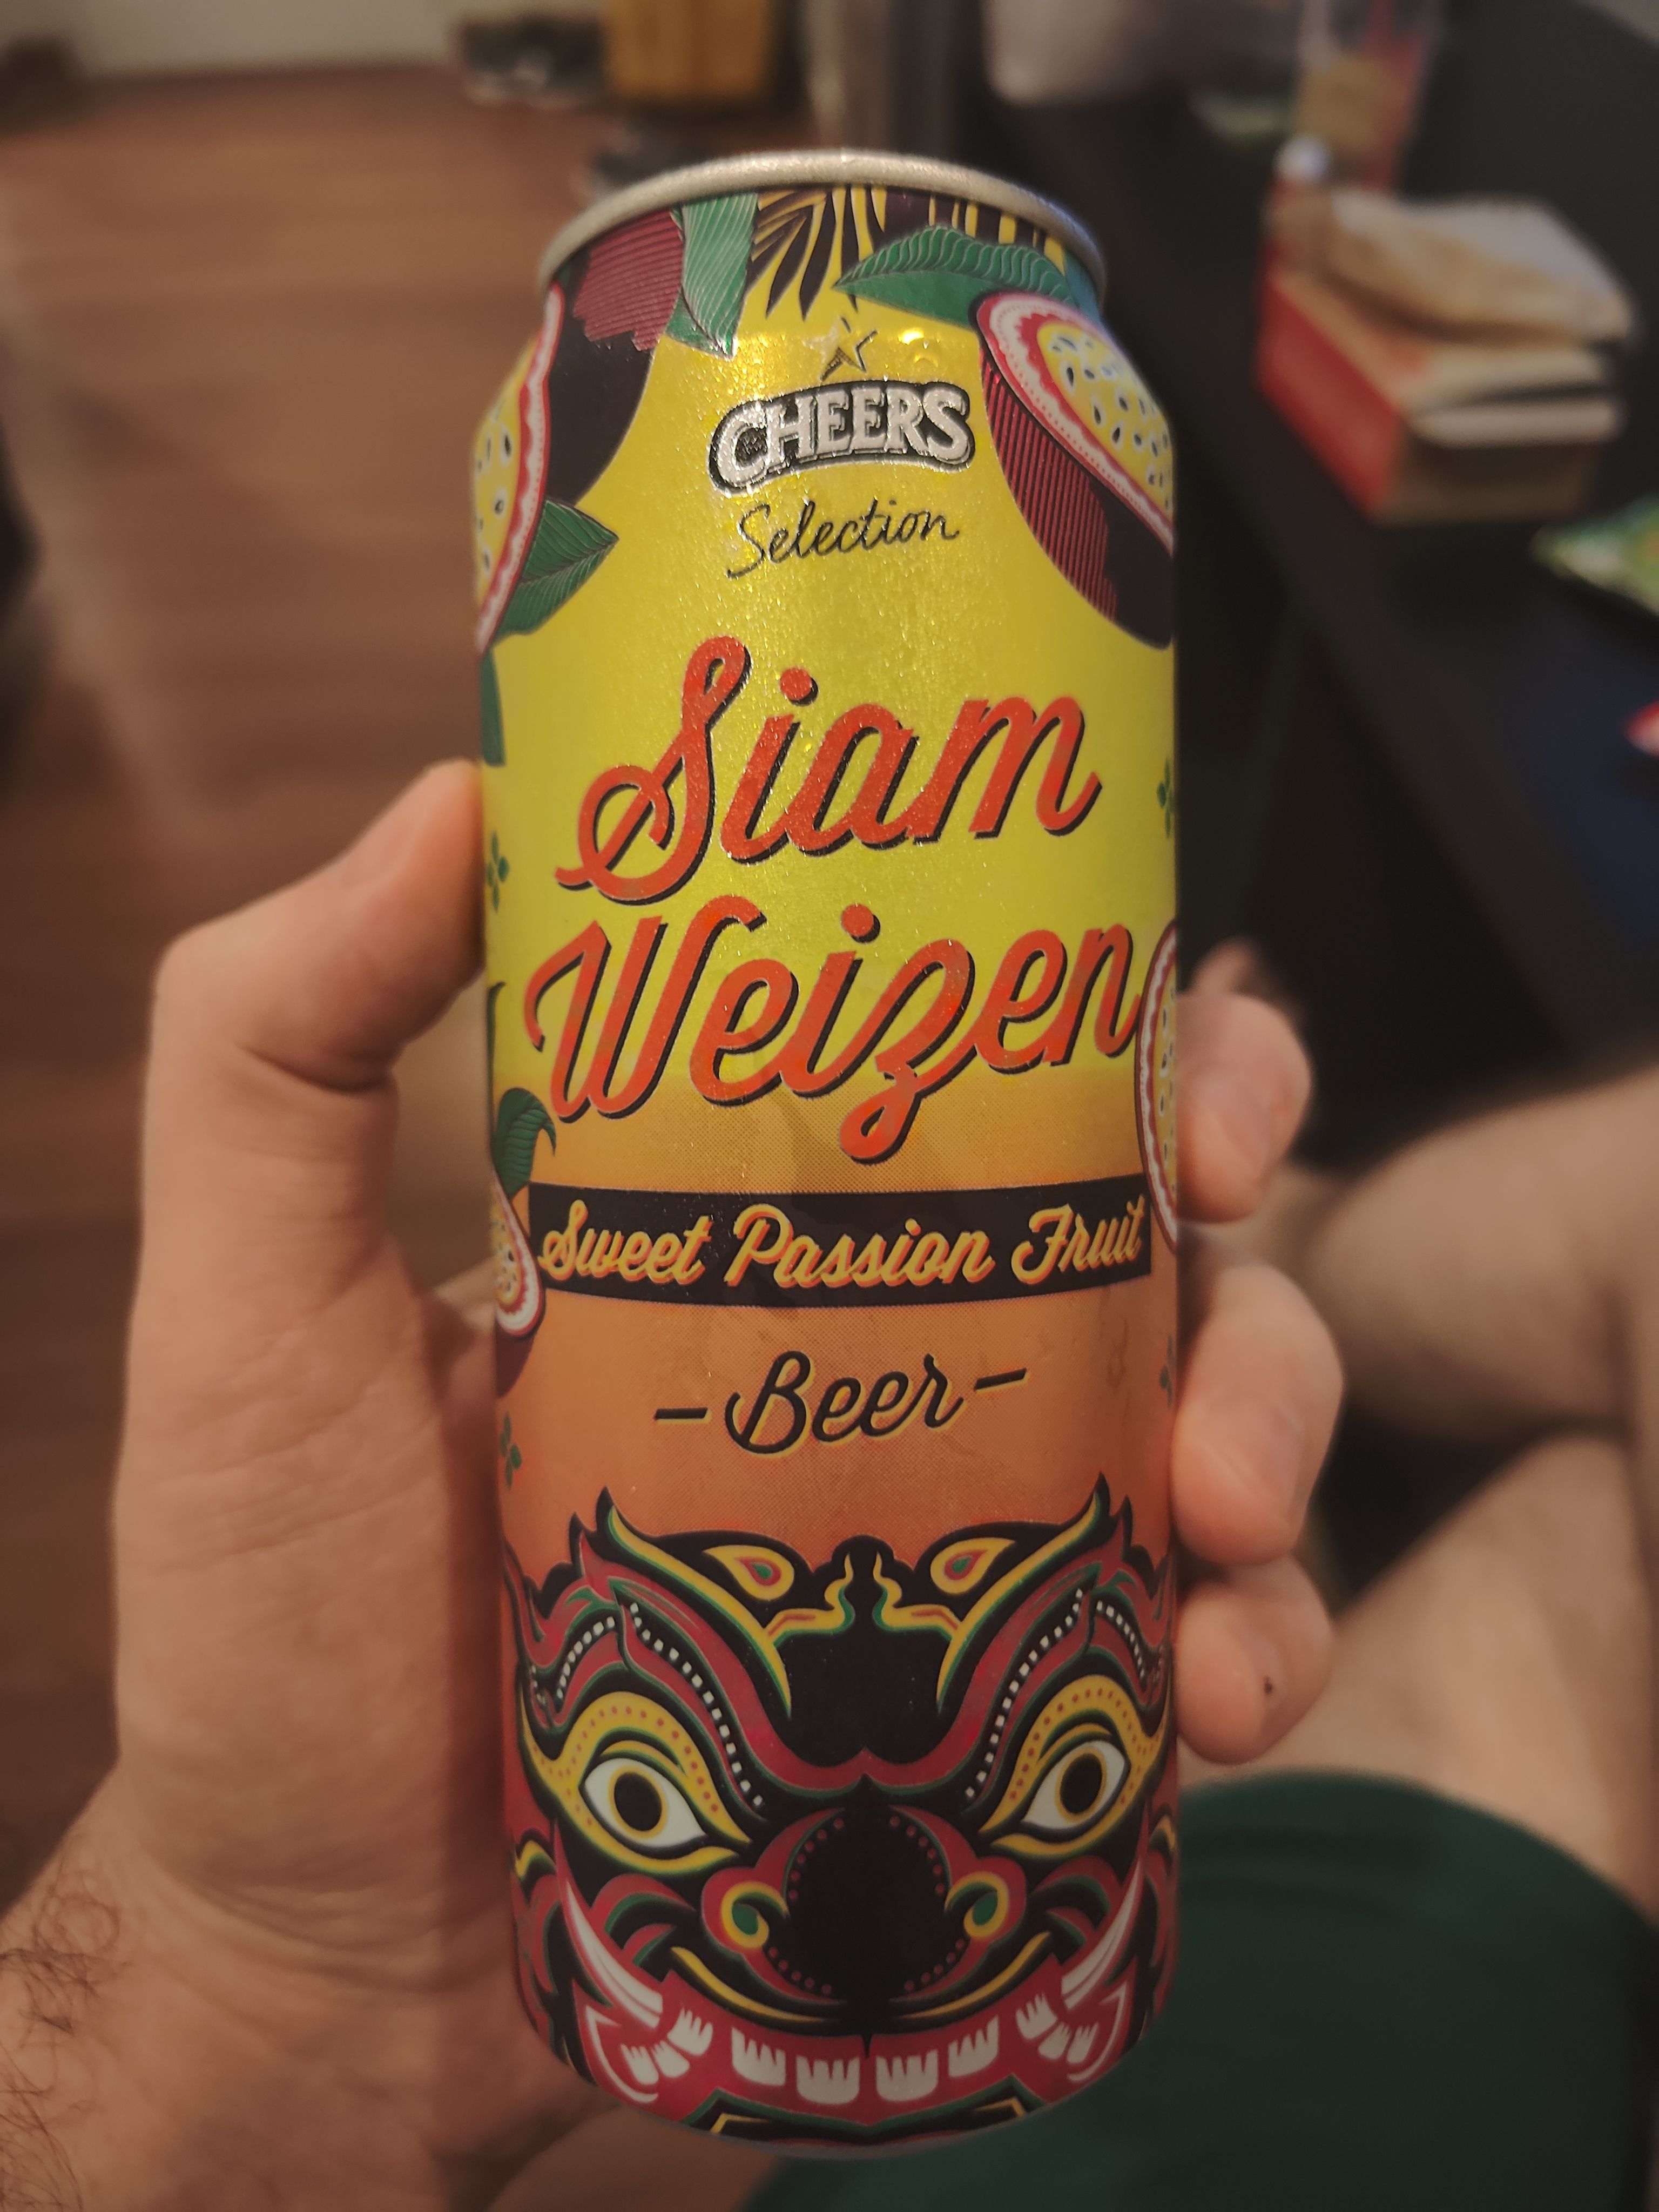 CHEERS
Selection
Siam
Weizen
Sweet Passion Fruit
-Beer-